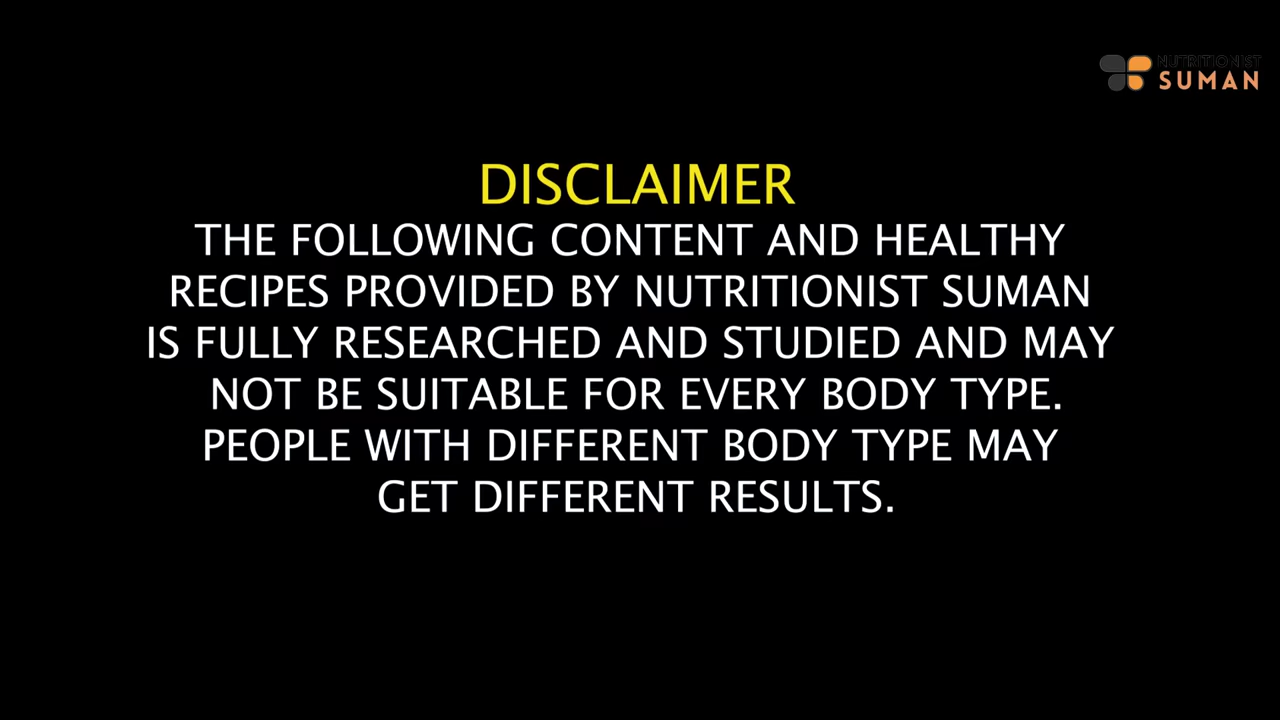 NUTRITIONIST
SUMAN
DISCLAIMER
THE FOLLOWING CONTENT AND HEALTHY
RECIPES PROVIDED BY NUTRITIONIST SUMAN
IS FULLY RESEARCHED AND STUDIED AND MAY
NOT BE SUITABLE FOR EVERY BODY TYPE.
PEOPLE WITH DIFFERENT BODY TYPE MAY
GET DIFFERENT RESULTS.